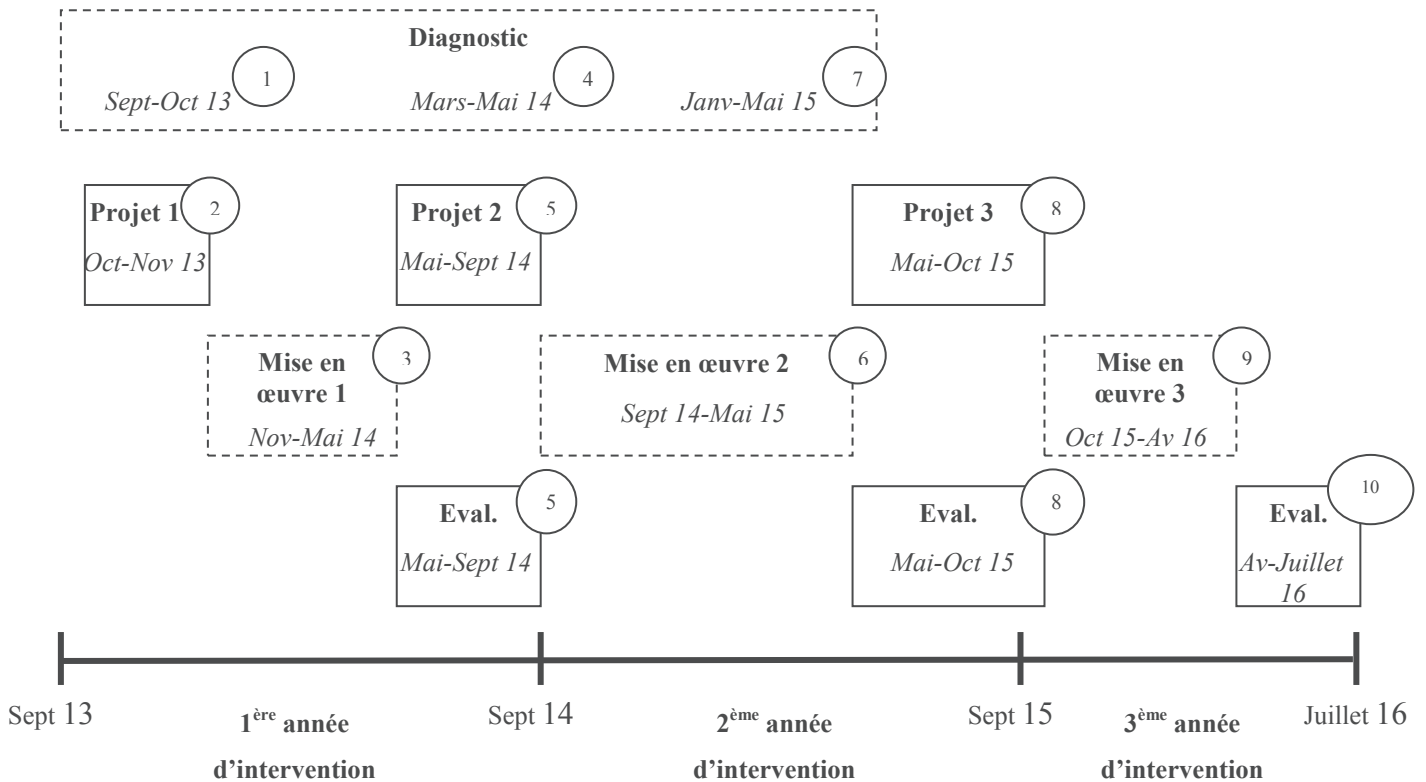 Diagnostic
1
4
7
Sept-Oct 13
Mars-Mai 14
Janv-Mai 15
Projet 1
2
Oct-Nov 13
Projet 2
5
Mai-Sept 14
Projet 3
8
Mai-Oct 15
Mise en
œuvre 1
3
Nov-Mai 14
Mise en œuvre 2
6
Sept 14-Mai 15
Mise en
œuvre 3
9
Oct 15-Av 16
Eval.
5
Mai-Sept 14
Eval.
8
Mai-Oct 15
Eval.
10
Av-Juillet
16
Sept 13
1ère année
d’intervention
Sept 14
2ème année
d’intervention
Sept 15
3ème année
d’intervention
Juillet 16